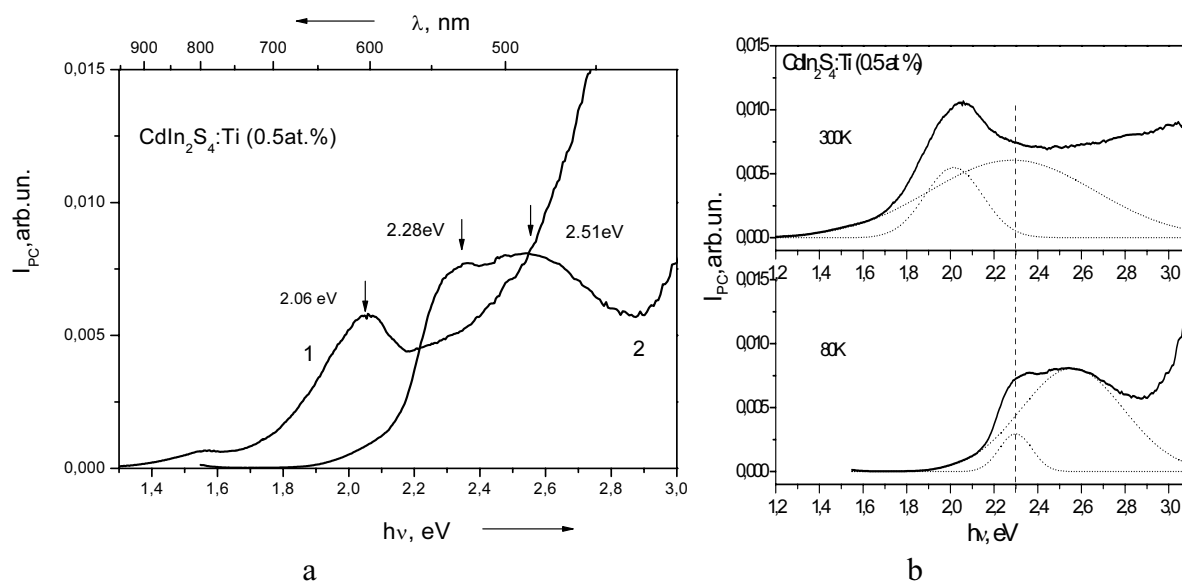 λ, nm
900 800 700 600 500
0,015
CdIn2S4:Ti (0.5at.%)
0,010
2.28eV
2.51eV
IPC,arb.un.
2.06 eV
0,005
1
2
0,000
1,4 1,6 1,8 2,0 2,2 2,4 2,6 2,8 3,0
hν, eV
a
0,015
CdIn2S4:Ti (0.5at %)
0,010
300K
0,005
0,000
1,2 1,4 1,6 1,8 2,0 2,2 2,4 2,6 2,8 3,0
IPC,arb.un.
0,015
0,010
80K
0,005
0,000
1,2 1,4 1,6 1,8 2,0 2,2 2,4 2,6 2,8 3,0
hν, eV
b